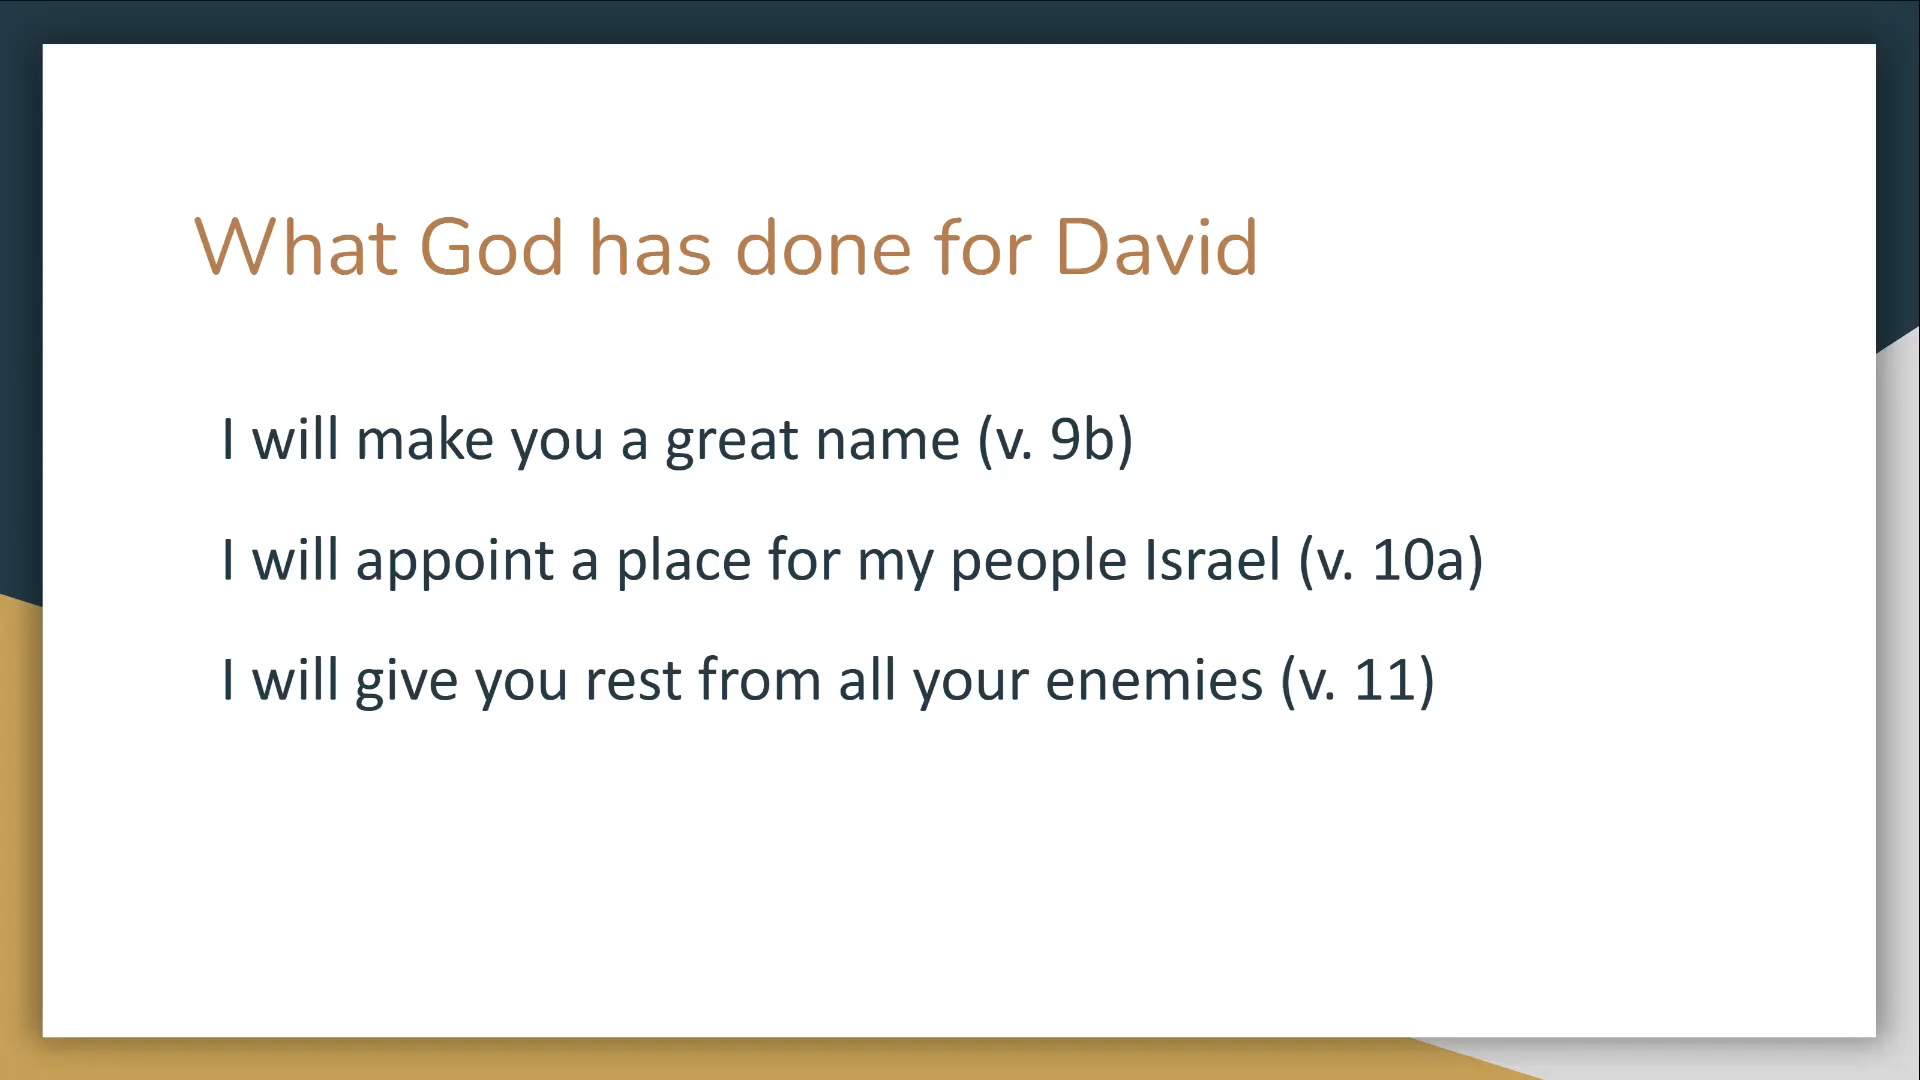 What God has done for David
I will make you a great name (v. 9b)
I will appoint a place for my people Israel (v. 10a)
I will give you rest from all your enemies (v. 11)